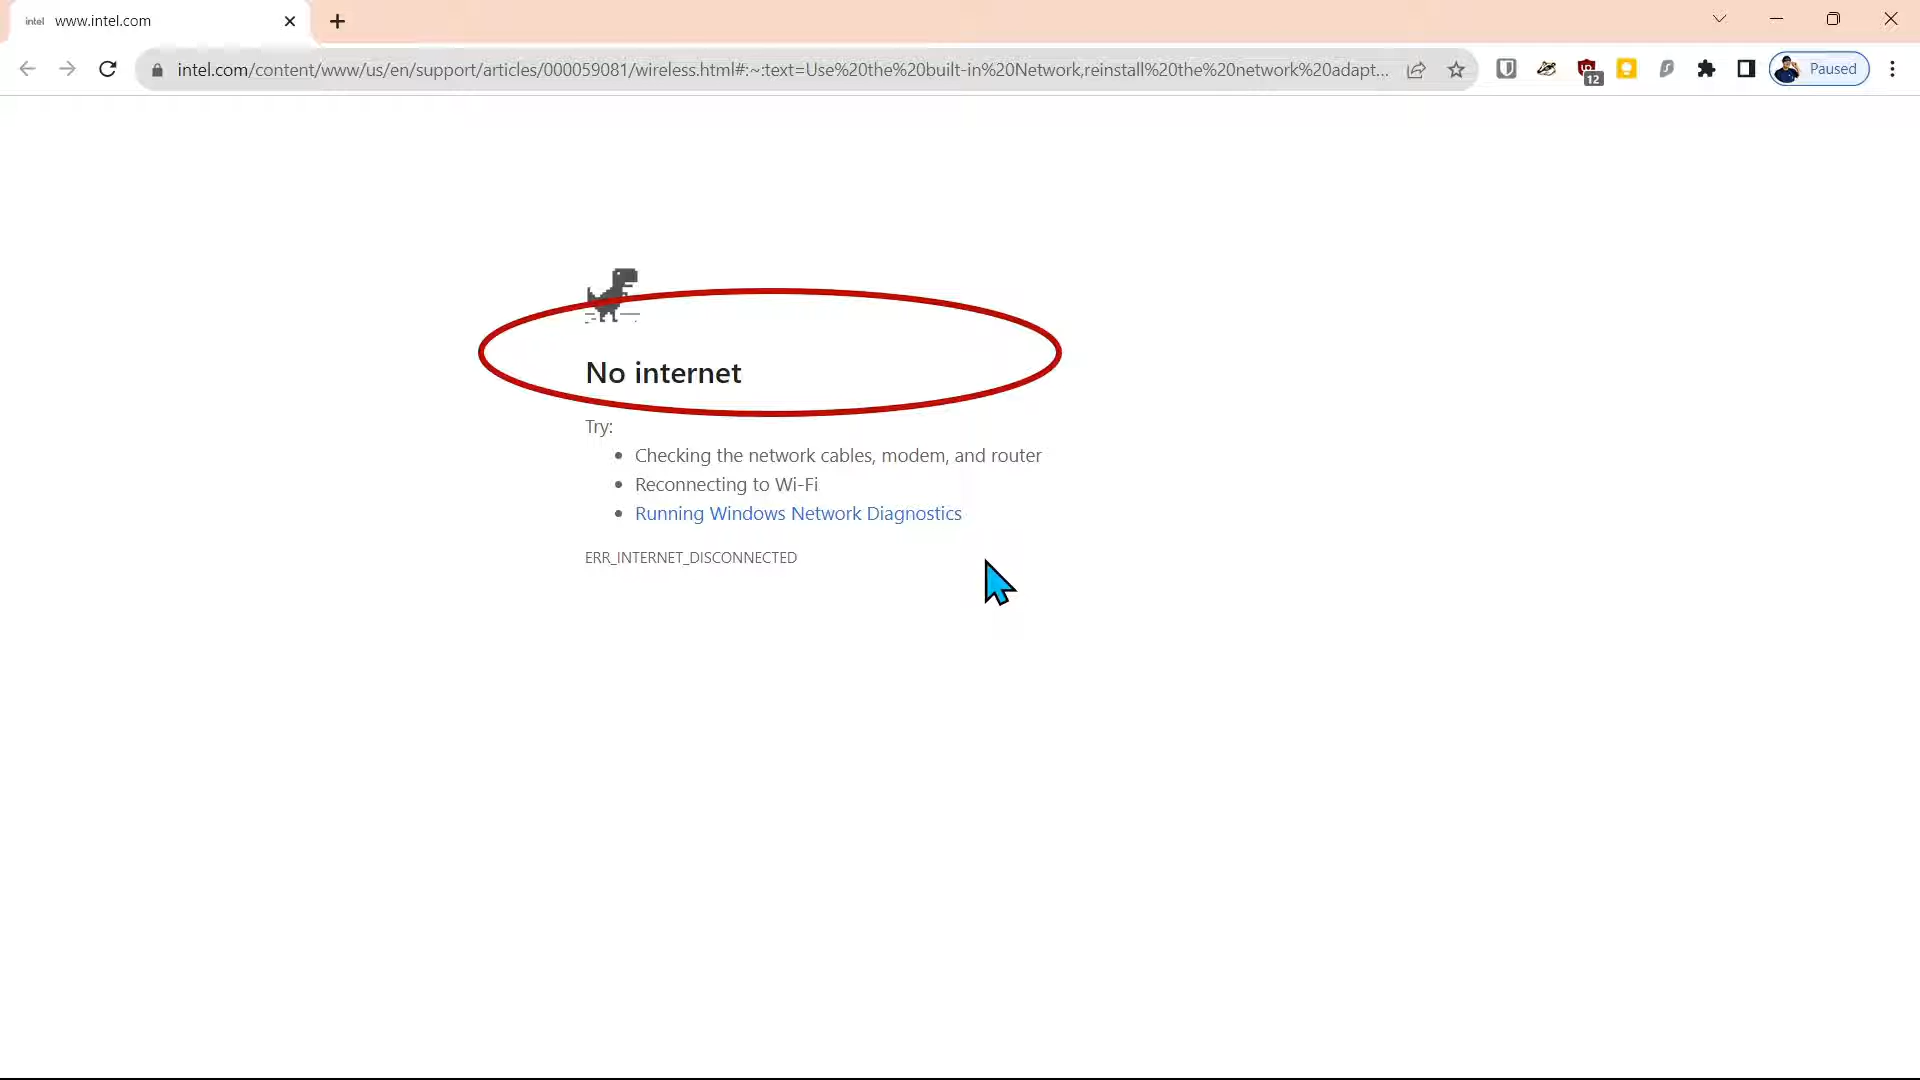 intel www.intel.com
intel.com/content/www/us/en/support/articles/000059081/wireless.html#:~:text=Use%20the%20built-in%20Network,reinstall%20the%20network%20adapt...
12
Paused
No internet
Try:
Checking the network cables, modem, and router
Reconnecting to Wi-Fi
Running Windows Network Diagnostics
ERR_INTERNET_DISCONNECTED